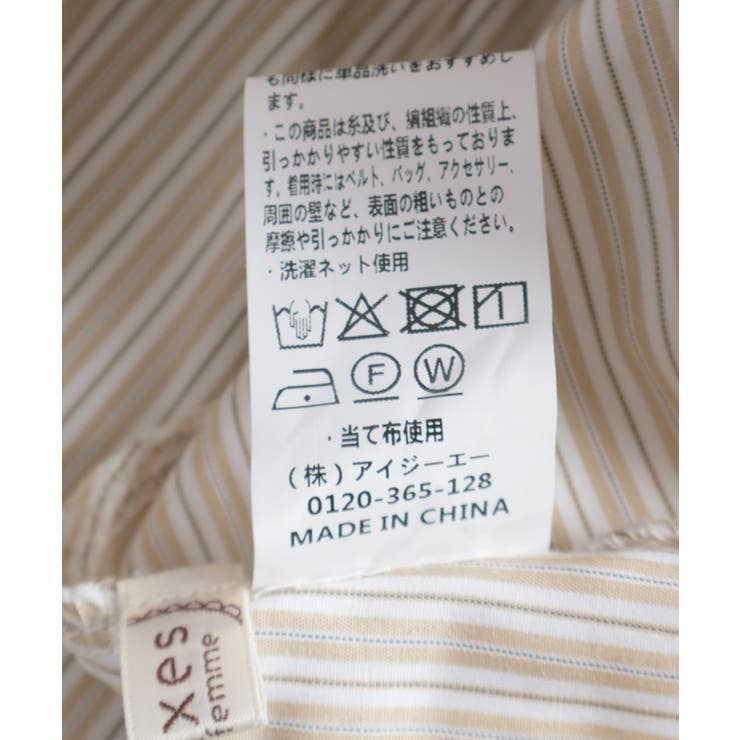 も同様に単品洗いをおすすめし
ます。
・この商品は糸及び、編組織の性質上、
引っかかりやすい性質をもっておりま
す。着用時にはベルト、バッグ、アクセサリー、
周囲の壁など、表面の粗いものとの
摩擦や引っかかりにご注意ください。
・洗濯ネット使用
F W
・当て布使用
(株)アイジーエー
0120-365-128
MADE IN CHINA
xes
femme